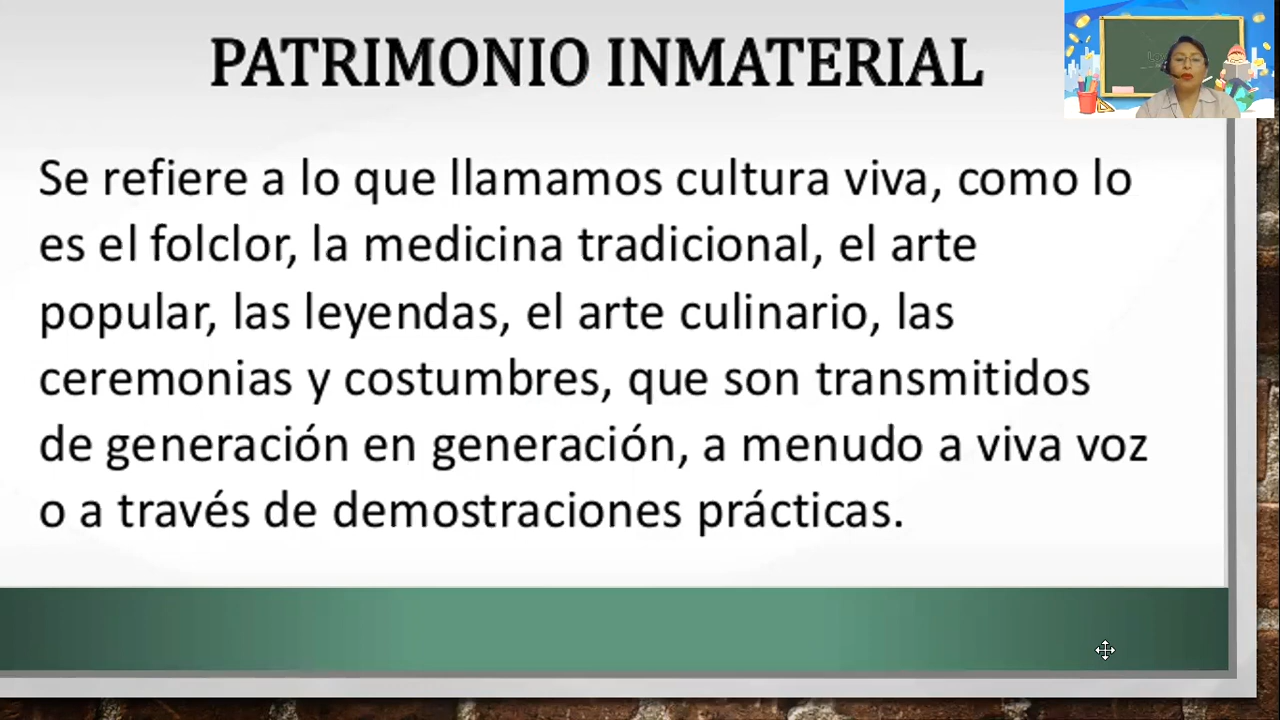 PATRIMONIO INMATERIAL
Se refiere a lo que llamamos cultura viva, como lo
es el folclor, la medicina tradicional, el arte
popular, las leyendas, el arte culinario, las
ceremonias y costumbres, que son transmitidos
de generación en generación, a menudo a viva voz
o a través de demostraciones prácticas.